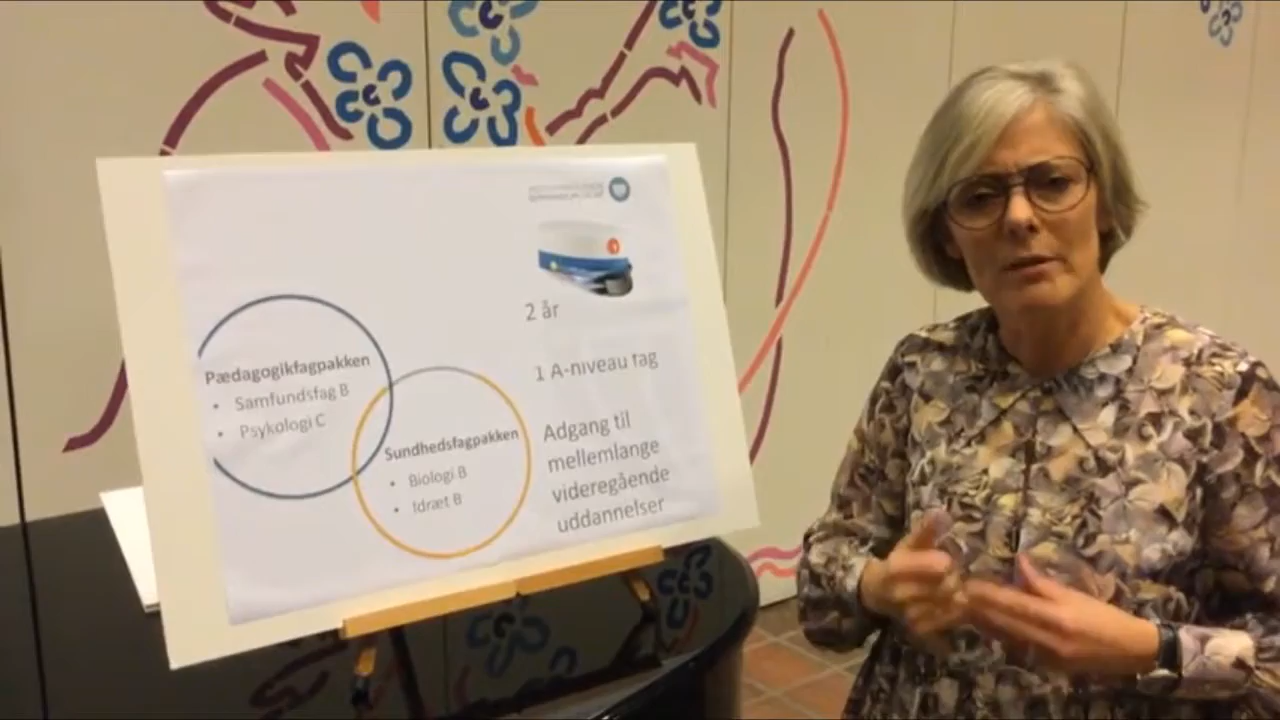 2 år
1 A-niveau fag
Adgang til
mellemlange
videregående
uddannelser
Pædagogikfagpakken
• Samfundsfag B
• Psykologi C
Sundhedsfagpakken
• Biologi B
• Idræt B